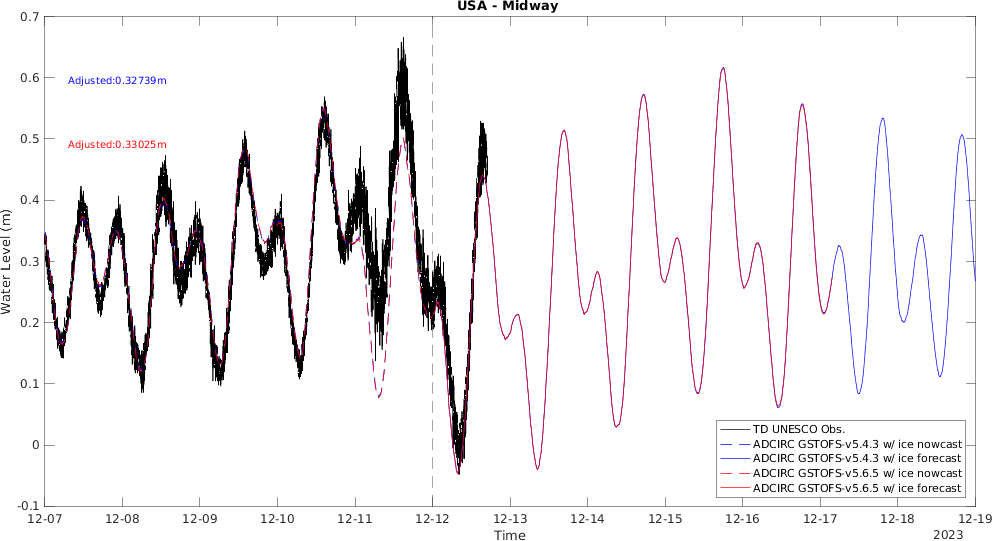 USA - Midway
0.7
0.6
0.5
0.4
0.3
0.2
0.1
0
-0.1
Water Level (m)
Adjusted:0.32739m
Adjusted:0.33025m
TD UNESCO Obs.
ADCIRC GSTOFS-v5.4.3 w/ ice nowcast
ADCIRC GSTOFS-v5.4.3 w/ ice forecast
ADCIRC GSTOFS-v5.6.5 w/ ice nowcast
ADCIRC GSTOFS-v5.6.5 w/ ice forecast
12-07 12-08 12-09 12-10 12-11 12-12 12-13 12-14 12-15 12-16 12-17 12-18 12-19
Time
2023